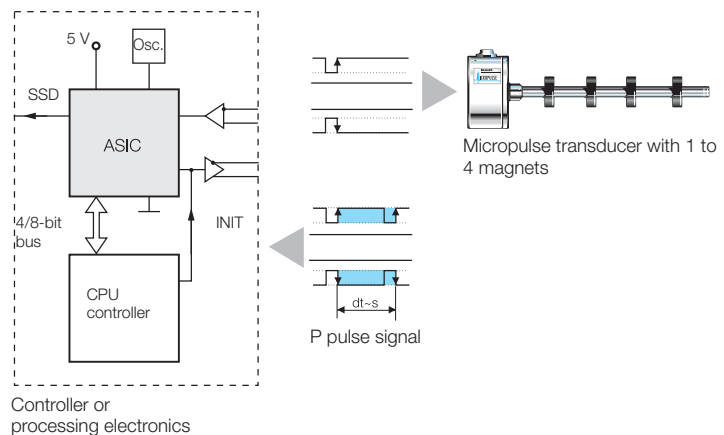 5 V
Osc.
SSD
ASIC
4/8-bit
bus
INIT
CPU
controller
Controller or
processing electronics
dt~s
P pulse signal
Micropulse transducer with 1 to
4 magnets